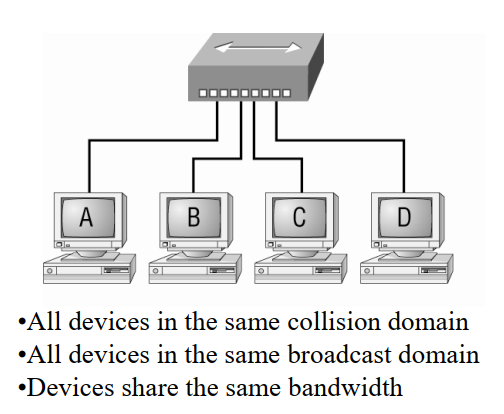 A
B
C
D
•All devices in the same collision domain
•All devices in the same broadcast domain
•Devices share the same bandwidth